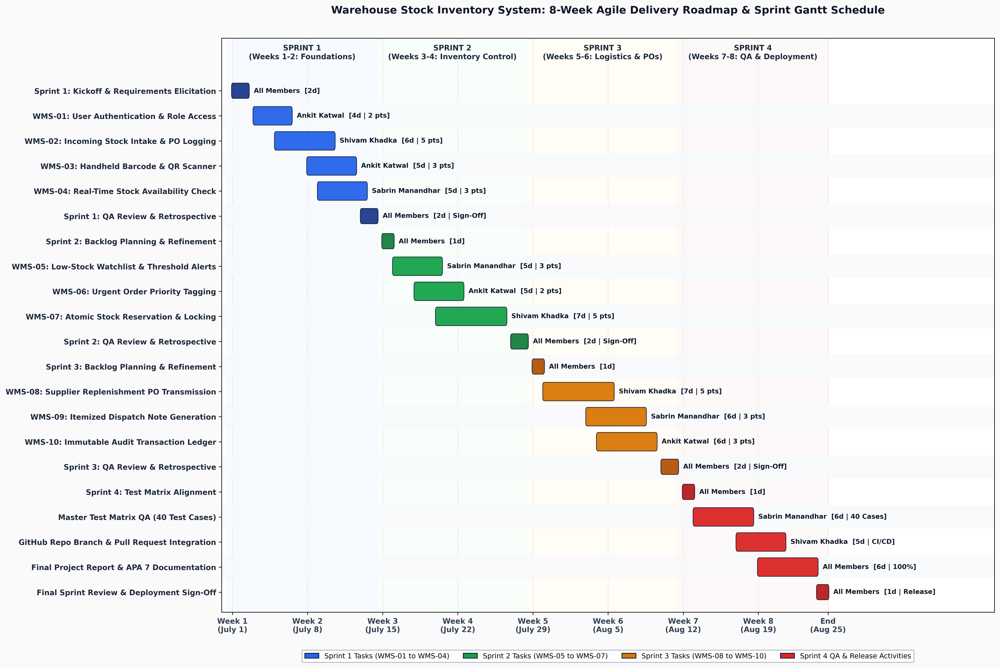 Warehouse Stock Inventory System: 8-Week Agile Delivery Roadmap & Sprint Gantt Schedule
SPRINT 1
(Weeks 1-2: Foundations)
SPRINT 2
(Weeks 3-4: Inventory Control)
SPRINT 3
(Weeks 5-6: Logistics & POs)
SPRINT 4
(Weeks 7-8: QA & Deployment)
Sprint 1: Kickoff & Requirements Elicitation
All Members [2d]
WMS-01: User Authentication & Role Access
Ankit Katwal [4d | 2 pts]
WMS-02: Incoming Stock Intake & PO Logging
Shivam Khadka [6d | 5 pts]
WMS-03: Handheld Barcode & QR Scanner
Ankit Katwal [5d | 3 pts]
WMS-04: Real-Time Stock Availability Check
Sabrin Manandhar [5d | 3 pts]
Sprint 1: QA Review & Retrospective
All Members [2d | Sign-Off]
Sprint 2: Backlog Planning & Refinement
All Members [1d]
WMS-05: Low-Stock Watchlist & Threshold Alerts
Sabrin Manandhar [5d | 3 pts]
WMS-06: Urgent Order Priority Tagging
Ankit Katwal [5d | 2 pts]
WMS-07: Atomic Stock Reservation & Locking
Shivam Khadka [7d | 5 pts]
Sprint 2: QA Review & Retrospective
All Members [2d | Sign-Off]
Sprint 3: Backlog Planning & Refinement
All Members [1d]
WMS-08: Supplier Replenishment PO Transmission
Shivam Khadka [7d | 5 pts]
WMS-09: Itemized Dispatch Note Generation
Sabrin Manandhar [6d | 3 pts]
WMS-10: Immutable Audit Transaction Ledger
Ankit Katwal [6d | 3 pts]
Sprint 3: QA Review & Retrospective
All Members [2d | Sign-Off]
Sprint 4: Test Matrix Alignment
All Members [1d]
Master Test Matrix QA (40 Test Cases)
Sabrin Manandhar [6d | 40 Cases]
GitHub Repo Branch & Pull Request Integration
Shivam Khadka [5d | CI/CD]
Final Project Report & APA 7 Documentation
All Members [6d | 100%]
Final Sprint Review & Deployment Sign-Off
All Members [1d | Release]
Week 1
(July 1)
Week 2
(July 8)
Week 3
(July 15)
Week 4
(July 22)
Week 5
(July 29)
Week 6
(Aug 5)
Week 7
(Aug 12)
Week 8
(Aug 19)
End
(Aug 25)
Sprint 1 Tasks (WMS-01 to WMS-04)
Sprint 2 Tasks (WMS-05 to WMS-07)
Sprint 3 Tasks (WMS-08 to WMS-10)
Sprint 4 QA & Release Activities